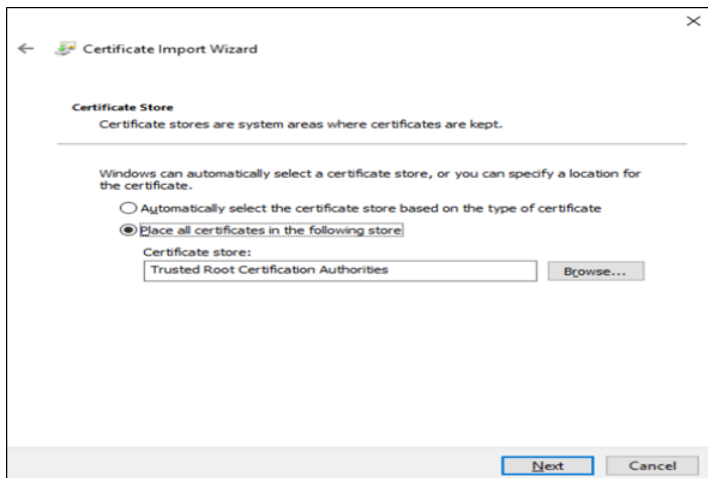 Certificate Import Wizard
Certificate Store
Certificate stores are system areas where certificates are kept.
Windows can automatically select a certificate store, or you can specify a location for
the certificate.
Automatically select the certificate store based on the type of certificate
Place all certificates in the following store
Certificate store:
Trusted Root Certification Authorities
Browse...
Next
Cancel